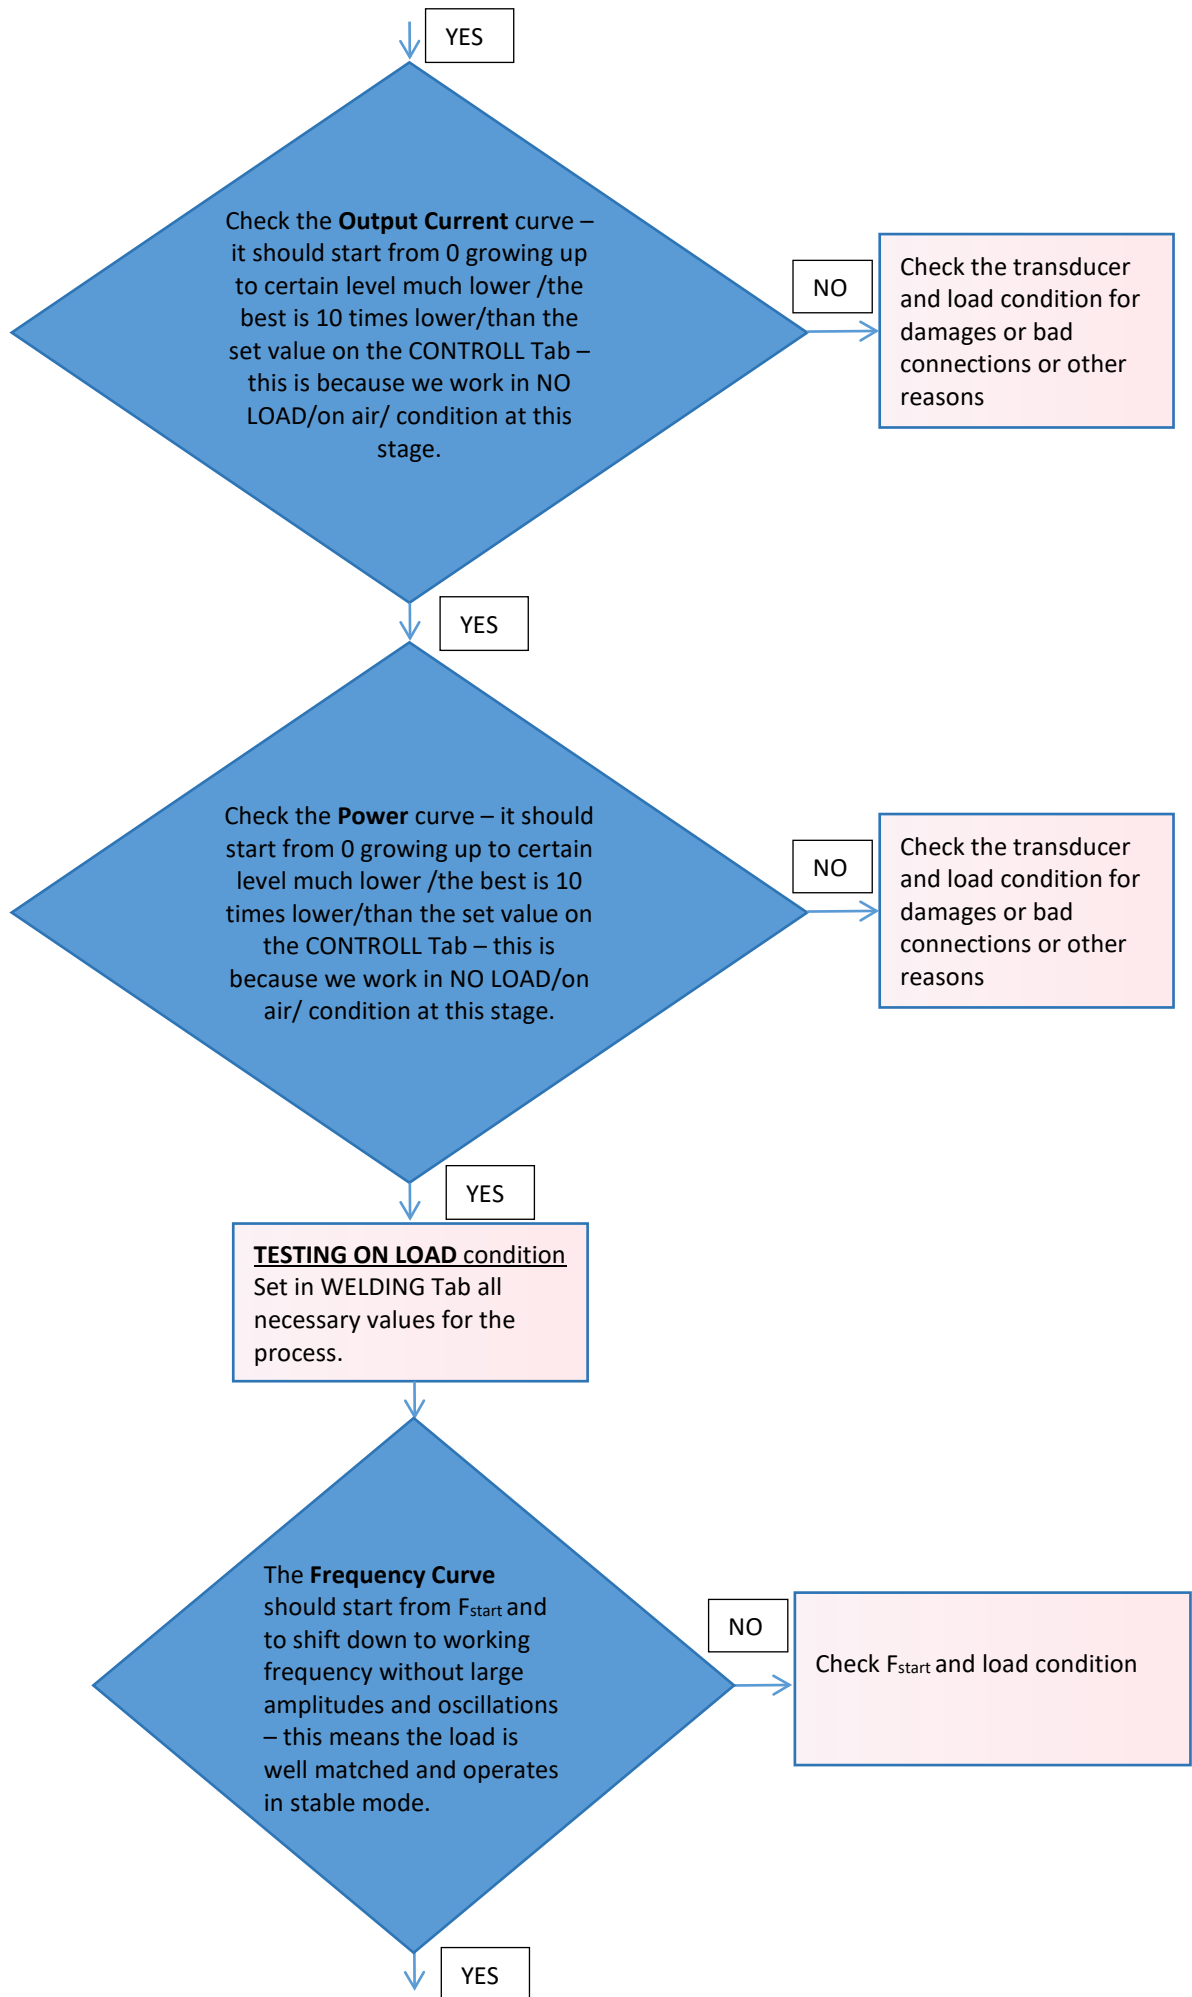 YES
Check the Output Current curve –
it should start from 0 growing up
to certain level much lower /the
best is 10 times lower/than the
set value on the CONTROLL Tab –
this is because we work in NO
LOAD/on air/ condition at this
stage.
NO
Check the transducer
and load condition for
damages or bad
connections or other
reasons
YES
Check the Power curve – it should
start from 0 growing up to certain
level much lower /the best is 10
times lower/than the set value on
the CONTROLL Tab – this is
because we work in NO LOAD/on
air/ condition at this stage.
NO
Check the transducer
and load condition for
damages or bad
connections or other
reasons
YES
TESTING ON LOAD condition
Set in WELDING Tab all
necessary values for the
process.
The Frequency Curve
should start from Fstart and
to shift down to working
frequency without large
amplitudes and oscillations
– this means the load is
well matched and operates
in stable mode.
NO
Check Fstart and load condition
YES